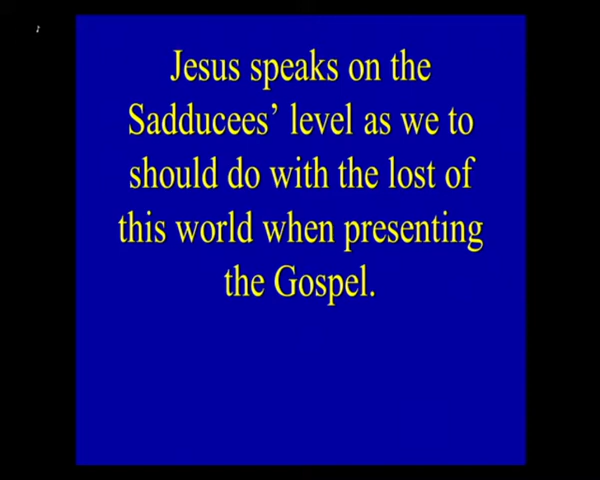 Jesus speaks on the
Sadducees’ level as we to
should do with the lost of
this world when presenting
the Gospel.